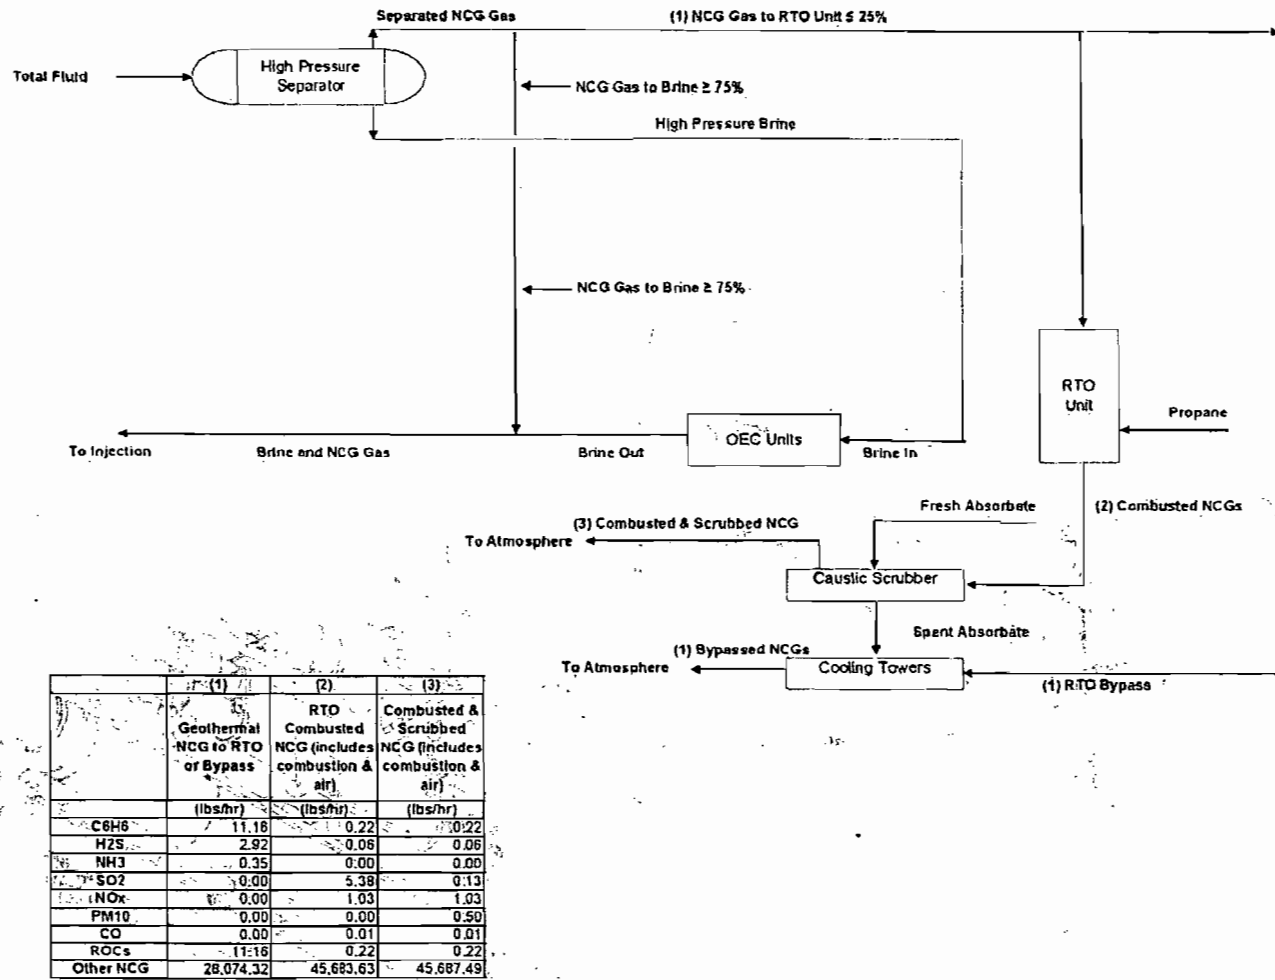 Separated NCG Gas
(1) NCG Gas to RTO Unit ≤ 25%
Total Fluid
High Pressure
Separator
NCG Gas to Brine ≥ 75%
High Pressure Brine
NCG Gas to Brine ≥ 75%
RTO
Unit
Propane
OEC Units
To Injection
Brine and NCG Gas
Brine Out
Brine In
Fresh Absorbate
(2) Combusted NCGs
(3) Combusted & Scrubbed NCG
To Atmosphere
Caustic Scrubber
Spent Absorbate
(1) Bypassed NCGs
To Atmosphere
Cooling Towers
(1) RTO Bypass
(1) (2) (3)
Geothermal
NCG to RTO
or Bypass
RTO
Combusted
NCG (includes
combustion &
air)
Combusted &
Scrubbed
NCG (includes
combustion &
air)
(lbs/hr) (lbs/hr) (lbs/hr)
C6H6 11.16 0.22 0.22
H2S 2.92 0.06 0.06
NH3 0.35 0.00 0.00
SO2 0.00 5.38 0.13
NOx 0.00 1.03 1.03
PM10 0.00 0.00 0.50
CO 0.00 0.01 0.01
ROCs 11.16 0.22 0.22
Other NCG 28,074.32 45,683.63 45,687.49